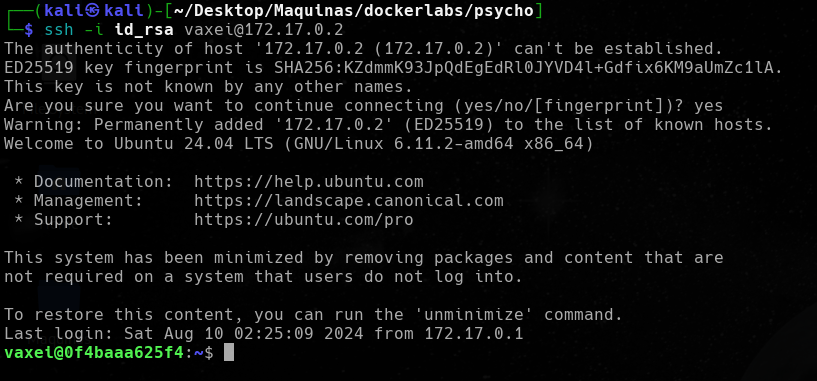 ┌──(kali㉿kali)-[~/Desktop/Maquinas/dockerlabs/psycho]
└─$ ssh -i id_rsa vaxei@172.17.0.2
The authenticity of host '172.17.0.2 (172.17.0.2)' can't be established.
ED25519 key fingerprint is SHA256:KZdmmK93JpQdEgEdRl0JYVD4l+Gdfix6KM9aUmZc1lA.
This key is not known by any other names.
Are you sure you want to continue connecting (yes/no/[fingerprint])? yes
Warning: Permanently added '172.17.0.2' (ED25519) to the list of known hosts.
Welcome to Ubuntu 24.04 LTS (GNU/Linux 6.11.2-amd64 x86_64)
* Documentation:  https://help.ubuntu.com
* Management:     https://landscape.canonical.com
* Support:        https://ubuntu.com/pro
This system has been minimized by removing packages and content that are
not required on a system that users do not log into.
To restore this content, you can run the 'unminimize' command.
Last login: Sat Aug 10 02:25:09 2024 from 172.17.0.1
vaxei@0f4baaa625f4:~$